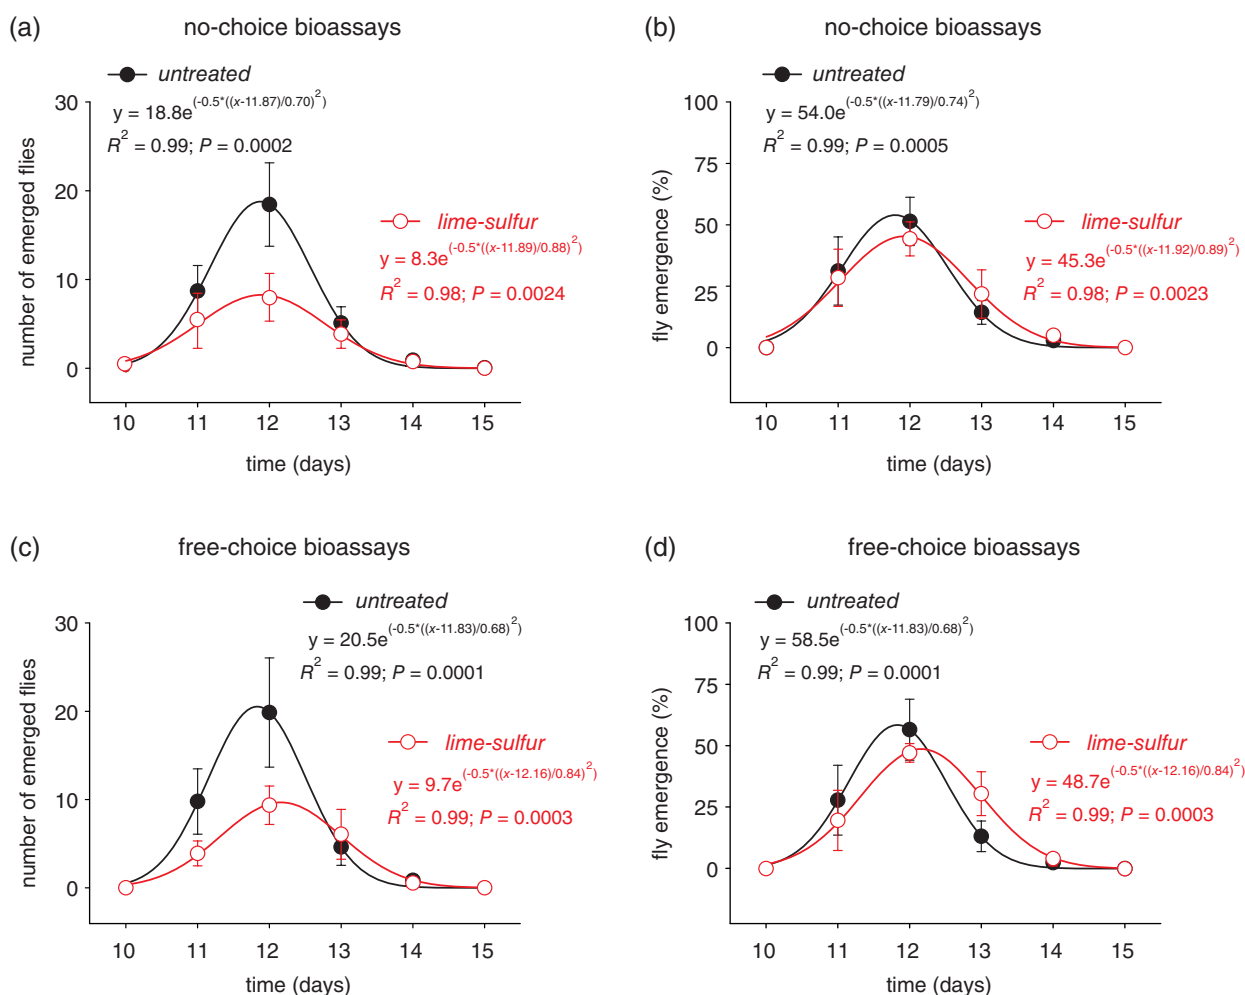 (a)
no-choice bioassays
untreated
y = 18.8e(-0.5*((x-11.87)/0.70)2)
R2 = 0.99; P = 0.0002
lime-sulfur
y = 8.3e(-0.5*((x-11.89)/0.88)2)
R2 = 0.98; P = 0.0024
number of emerged flies
30
20
10
0
10 11 12 13 14 15
time (days)
(b)
no-choice bioassays
untreated
y = 54.0e(-0.5*((x-11.79)/0.74)2)
R2 = 0.99; P = 0.0005
lime-sulfur
y = 45.3e(-0.5*((x-11.92)/0.89)2)
R2 = 0.98; P = 0.0023
fly emergence (%)
100
75
50
25
0
10 11 12 13 14 15
time (days)
(c)
free-choice bioassays
untreated
y = 20.5e(-0.5*((x-11.83)/0.68)2)
R2 = 0.99; P = 0.0001
lime-sulfur
y = 9.7e(-0.5*((x-12.16)/0.84)2)
R2 = 0.99; P = 0.0003
number of emerged flies
30
20
10
0
10 11 12 13 14 15
time (days)
(d)
free-choice bioassays
untreated
y = 58.5e(-0.5*((x-11.83)/0.68)2)
R2 = 0.99; P = 0.0001
lime-sulfur
y = 48.7e(-0.5*((x-12.16)/0.84)2)
R2 = 0.99; P = 0.0003
fly emergence (%)
100
75
50
25
0
10 11 12 13 14 15
time (days)